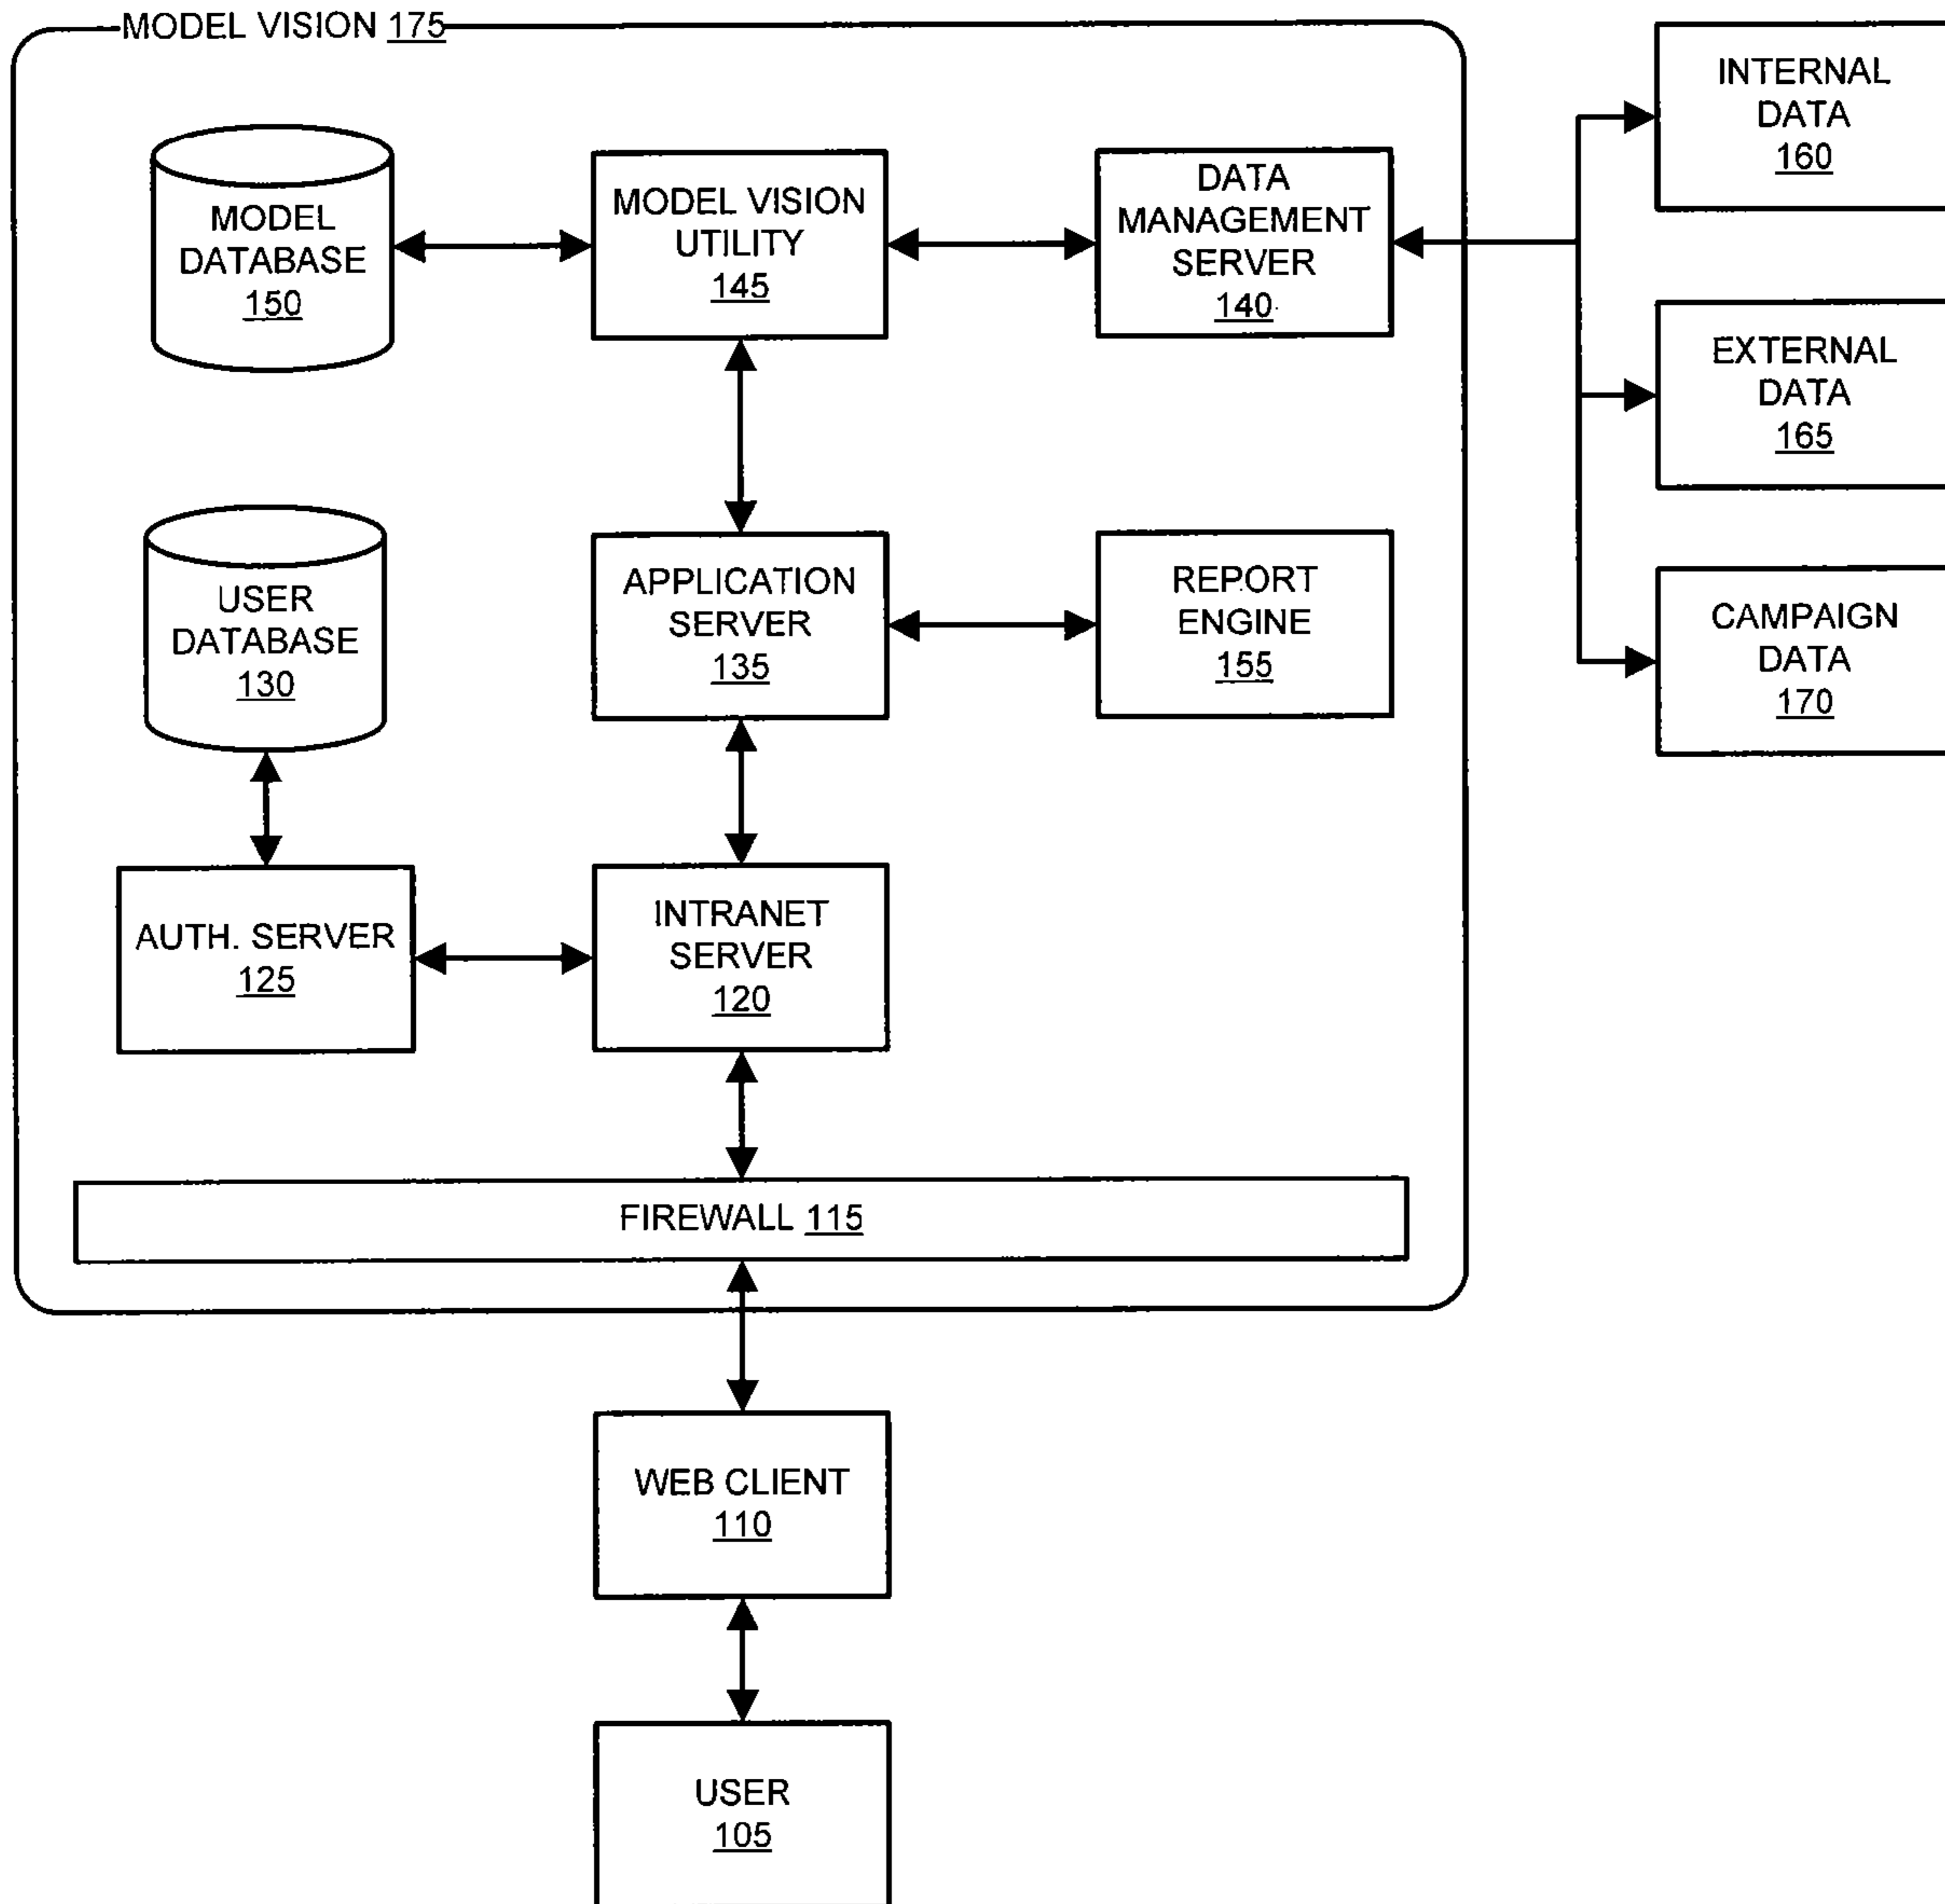 MODEL VISION 175
INTERNAL
DATA
160
MODEL
DATABASE
150
MODEL VISION
UTILITY
145
DATA
MANAGEMENT
SERVER
140
EXTERNAL
DATA
165
USER
DATABASE
130
APPLICATION
SERVER
135
REPORT
ENGINE
155
CAMPAIGN
DATA
170
AUTH. SERVER
125
INTRANET
SERVER
120
FIREWALL 115
WEB CLIENT
110
USER
105